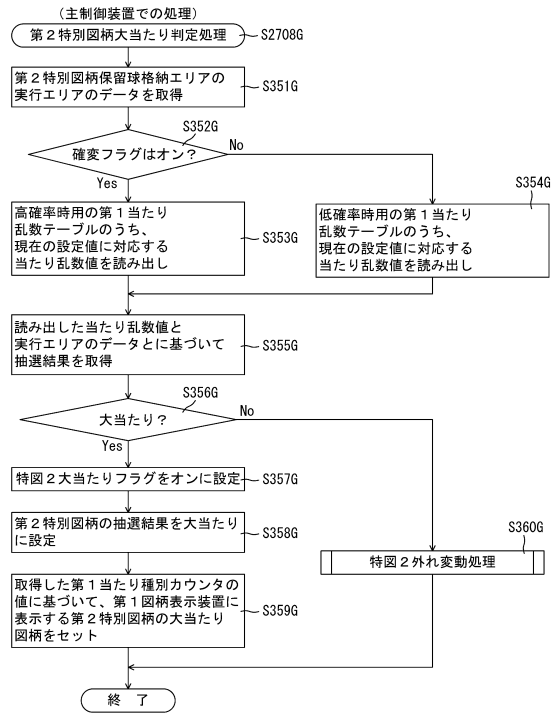 （主制御装置での処理）
第２特別図柄大当たり判定処理
S2708G
第２特別図柄保留球格納エリアの
実行エリアのデータを取得
S351G
S352G
確変フラグはオン？
No
Yes
S354G
高確率時用の第１当たり
乱数テーブルのうち、
現在の設定値に対応する
当たり乱数値を読み出し
S353G
低確率時用の第１当たり
乱数テーブルのうち、
現在の設定値に対応する
当たり乱数値を読み出し
読み出した当たり乱数値と
実行エリアのデータとに基づいて
抽選結果を取得
S355G
S356G
大当たり？
No
Yes
特図２大当たりフラグをオンに設定
S357G
第２特別図柄の抽選結果を大当たり
に設定
S358G
S360G
特図２外れ変動処理
取得した第１当たり種別カウンタの
値に基づいて、第１図柄表示装置に
表示する第２特別図柄の大当たり
図柄をセット
S359G
終　了